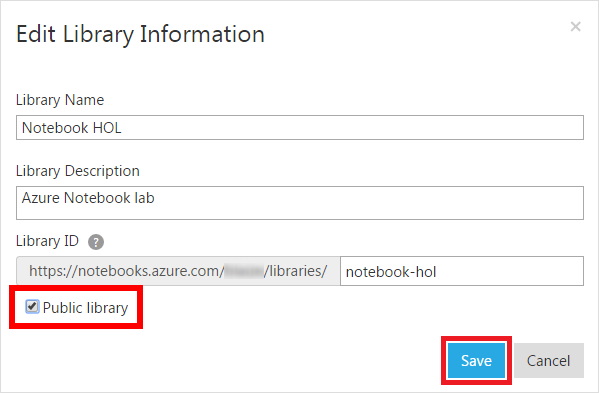 Edit Library Information
×
Library Name
Notebook HOL
Library Description
Azure Notebook lab
Library ID ?
https://notebooks.azure.com/ /libraries/ notebook-hol
Public library
Save Cancel